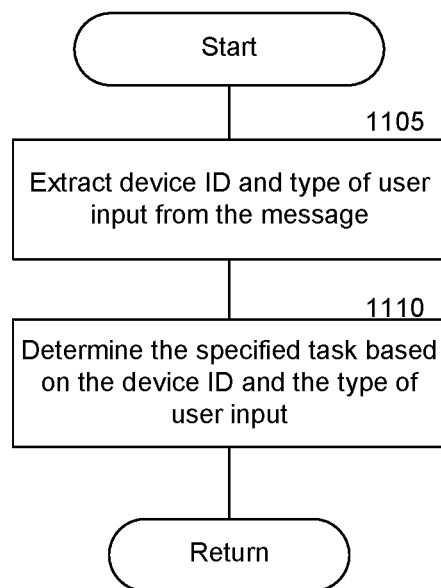 Start
1105
Extract device ID and type of user
input from the message
1110
Determine the specified task based
on the device ID and the type of
user input
Return